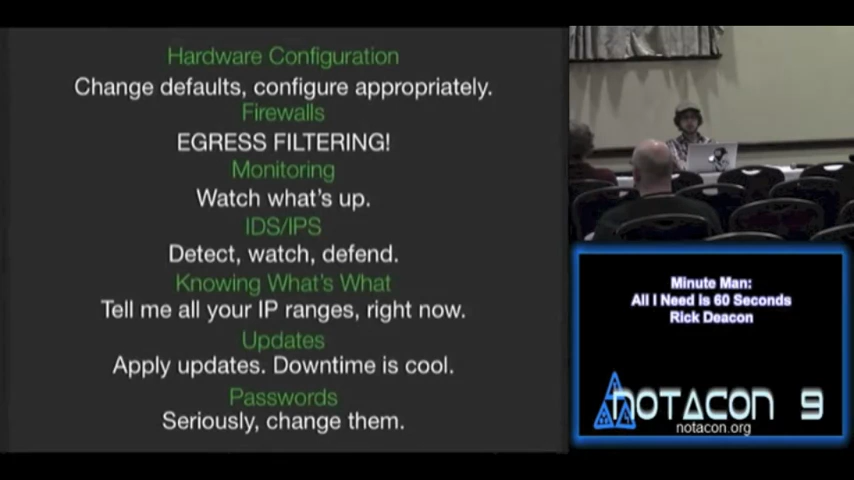 Hardware Configuration
Change defaults, configure appropriately.
Firewalls
EGRESS FILTERING!
Monitoring
Watch what's up.
IDS/IPS
Detect, watch, defend.
Knowing What's What
Tell me all your IP ranges, right now.
Updates
Apply updates. Downtime is cool.
Passwords
Seriously, change them.
Minute Man:
All I Need is 60 Seconds
Rick Deacon
NOTACON 9
notacon.org